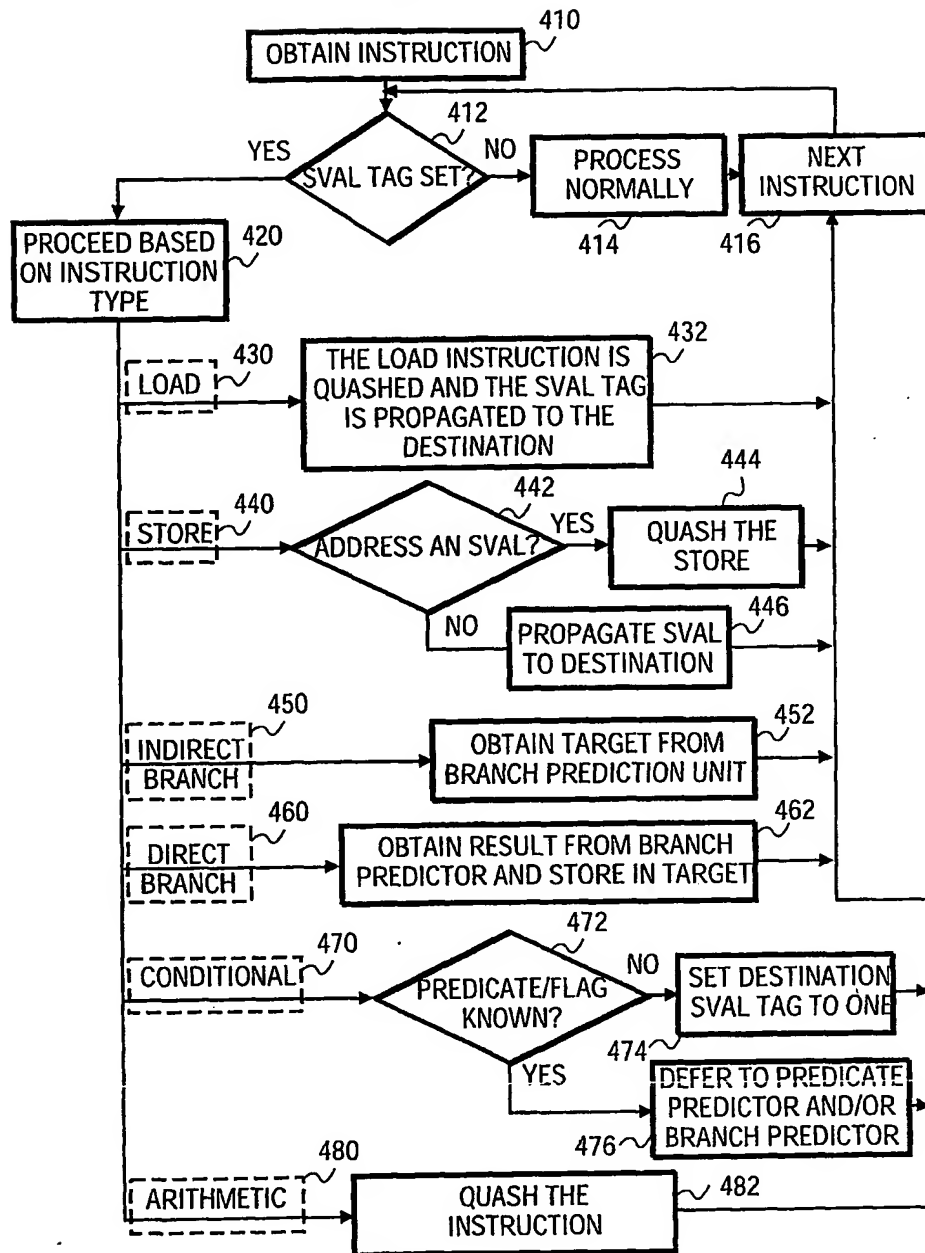 410
OBTAIN INSTRUCTION
412
YES
NO
SVAL TAG SET?
PROCESS
NORMALLY
414
NEXT
INSTRUCTION
416
PROCEED BASED
ON INSTRUCTION
TYPE
420
430
LOAD
432
THE LOAD INSTRUCTION IS
QUASHED AND THE SVAL TAG
IS PROPAGATED TO THE
DESTINATION
440
STORE
442
ADDRESS AN SVAL?
YES
444
QUASH THE
STORE
NO
446
PROPAGATE SVAL
TO DESTINATION
450
INDIRECT
BRANCH
452
OBTAIN TARGET FROM
BRANCH PREDICTION UNIT
460
DIRECT
BRANCH
462
OBTAIN RESULT FROM BRANCH
PREDICTOR AND STORE IN TARGET
470
CONDITIONAL
472
PREDICATE/FLAG
KNOWN?
NO
SET DESTINATION
SVAL TAG TO ONE
474
YES
DEFER TO PREDICATE
PREDICTOR AND/OR
BRANCH PREDICTOR
476
480
ARITHMETIC
482
QUASH THE
INSTRUCTION